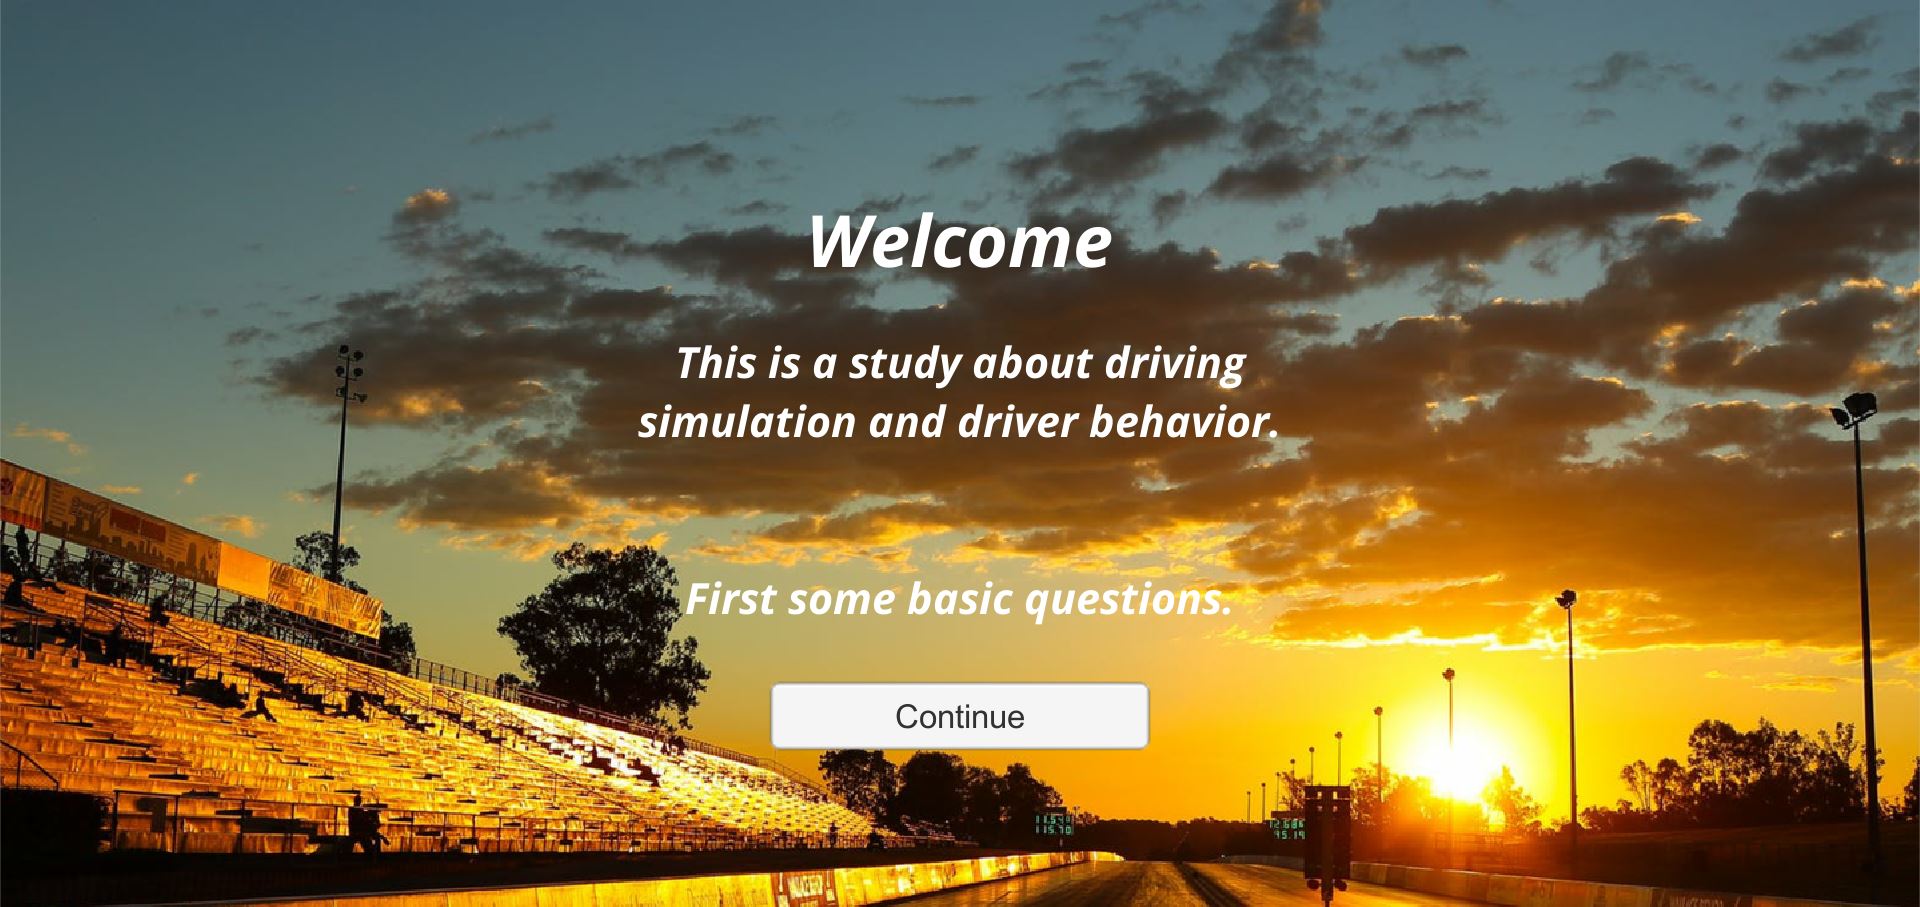 Welcome
This is a study about driving
simulation and driver behavior.
First some basic questions.
Continue